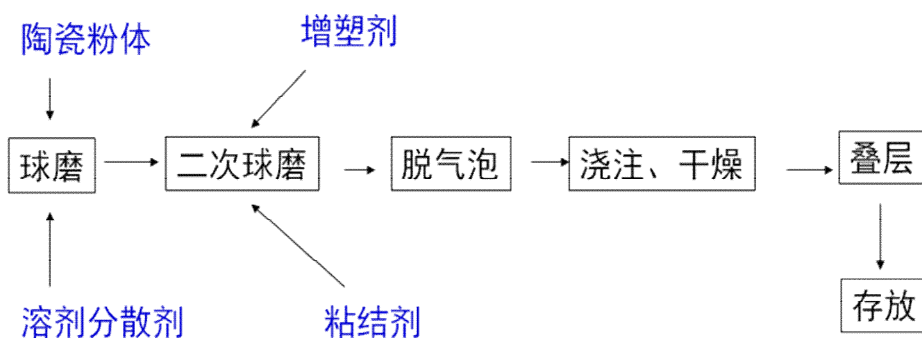 陶瓷粉体
增塑剂
球磨
二次球磨
脱气泡
浇注、干燥
叠层
溶剂分散剂
粘结剂
存放